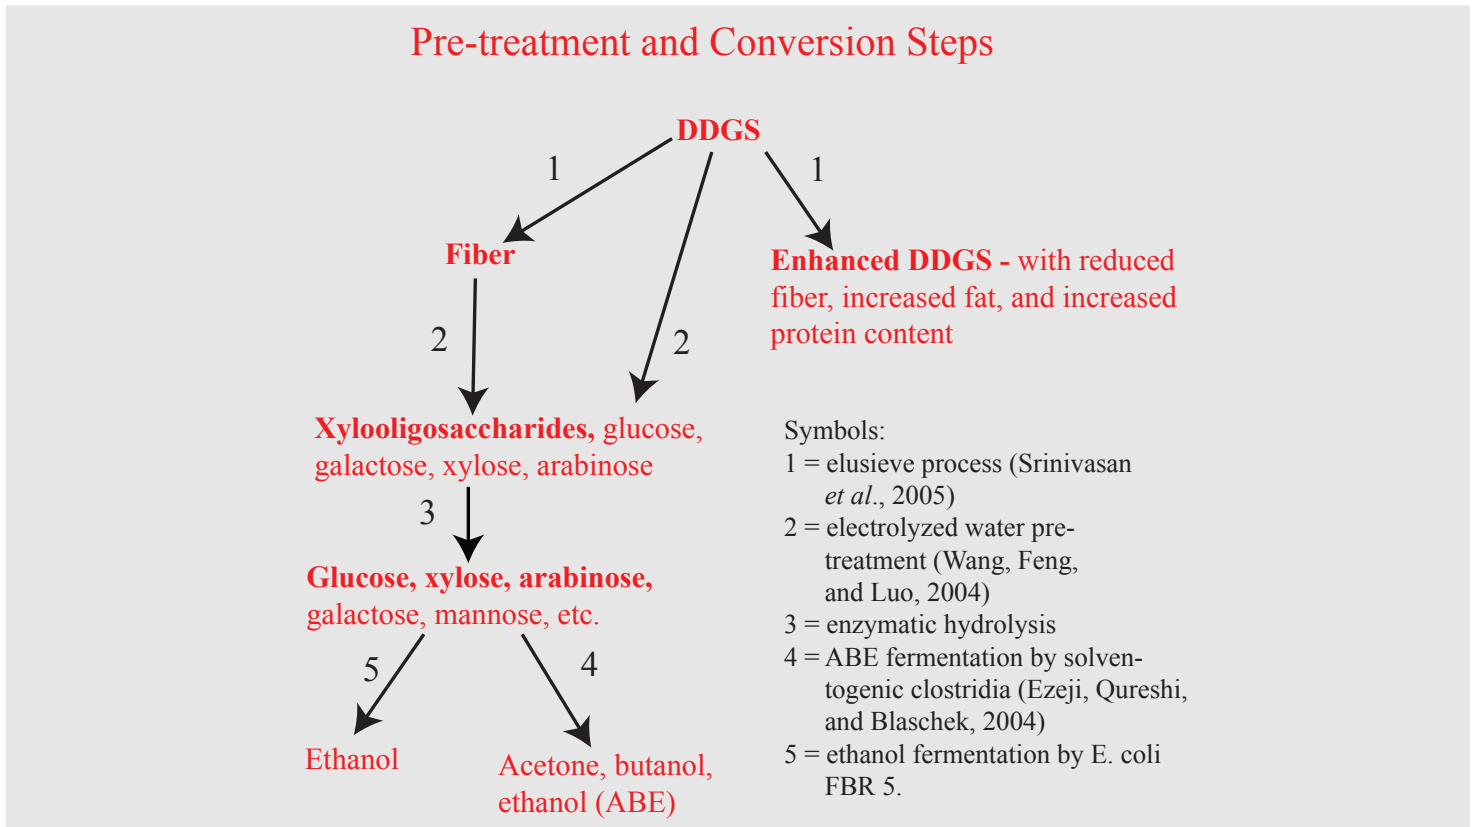 Pre-treatment and Conversion Steps
DDGS
1
1
Fiber
Enhanced DDGS - with reduced
fiber, increased fat, and increased
protein content
2
2
Xylooligosaccharides, glucose,
galactose, xylose, arabinose
3
Glucose, xylose, arabinose,
galactose, mannose, etc.
5
4
Ethanol
Acetone, butanol,
ethanol (ABE)
Symbols:
1 = elusieve process (Srinivasan
et al., 2005)
2 = electrolyzed water pre-
treatment (Wang, Feng,
and Luo, 2004)
3 = enzymatic hydrolysis
4 = ABE fermentation by solven-
togenic clostridia (Ezeji, Qureshi,
and Blaschek, 2004)
5 = ethanol fermentation by E. coli
FBR 5.